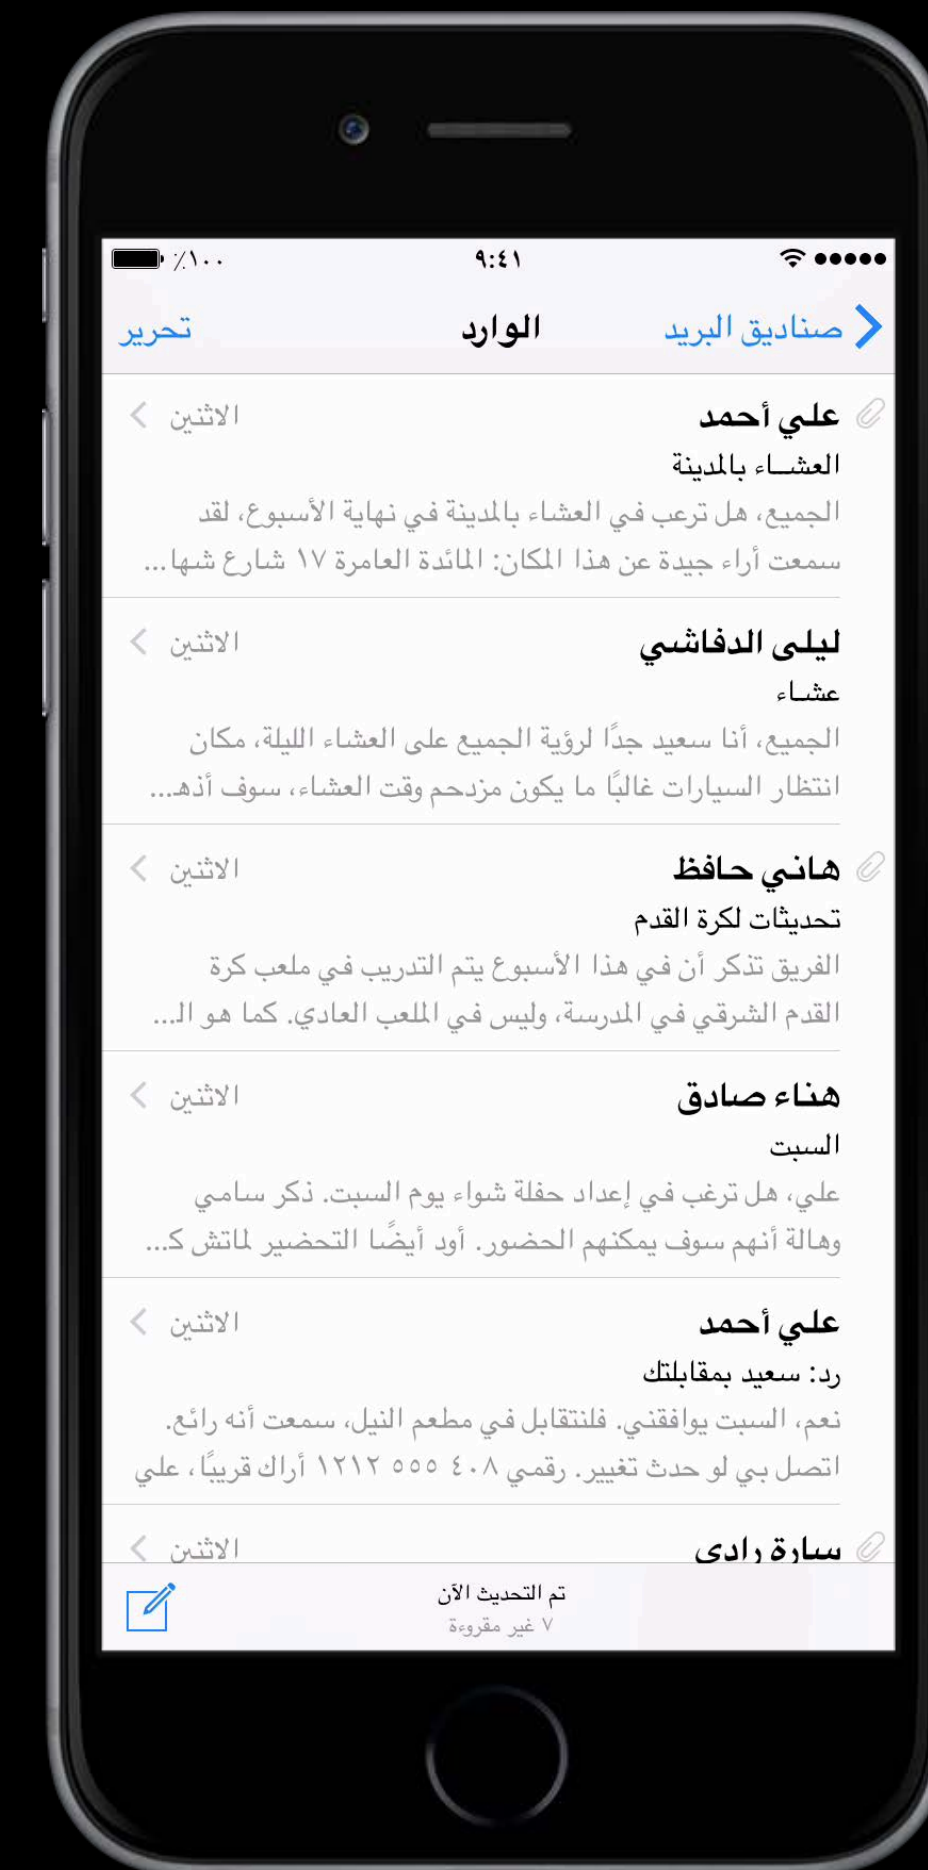 ٩:٤١
٪١٠٠
صناديق البريد
الوارد
تحرير
علي أحمد
الاثنين
العشاء بالمدينة
الجميع، هل ترعب في العشاء بالمدينة في نهاية الأسبوع، لقد
سمعت أراء جيدة عن هذا المكان: المائدة العامرة ١٧ شارع شها...
ليلى الدفاشي
الاثنين
عشاء
الجميع، أنا سعيد جدًا لرؤية الجميع على العشاء الليلة، مكان
انتظار السيارات غالبًا ما يكون مزدحم وقت العشاء، سوف أذهـ...
هاني حافظ
الاثنين
تحديثات لكرة القدم
الفريق تذكر أن في هذا الأسبوع يتم التدريب في ملعب كرة
القدم الشرقي في المدرسة، وليس في الملعب العادي. كما هو الـ...
هناء صادق
الاثنين
السبت
علي، هل ترغب في إعداد حفلة شواء يوم السبت. ذكر سامي
وهالة أنهم سوف يمكنهم الحضور. أود أيضًا التحضير لماتش كـ...
علي أحمد
الاثنين
رد: سعيد بمقابلتك
نعم، السبت يوافقني. فلنتقابل في مطعم النيل، سمعت أنه رائع.
اتصل بي لو حدث تغيير. رقمي ٤٠٨ ٥٥٥ ١٢١٢ أراك قريبًا، علي
سارة رادي
الاثنين
تم التحديث الآن
٧ غير مقروءة